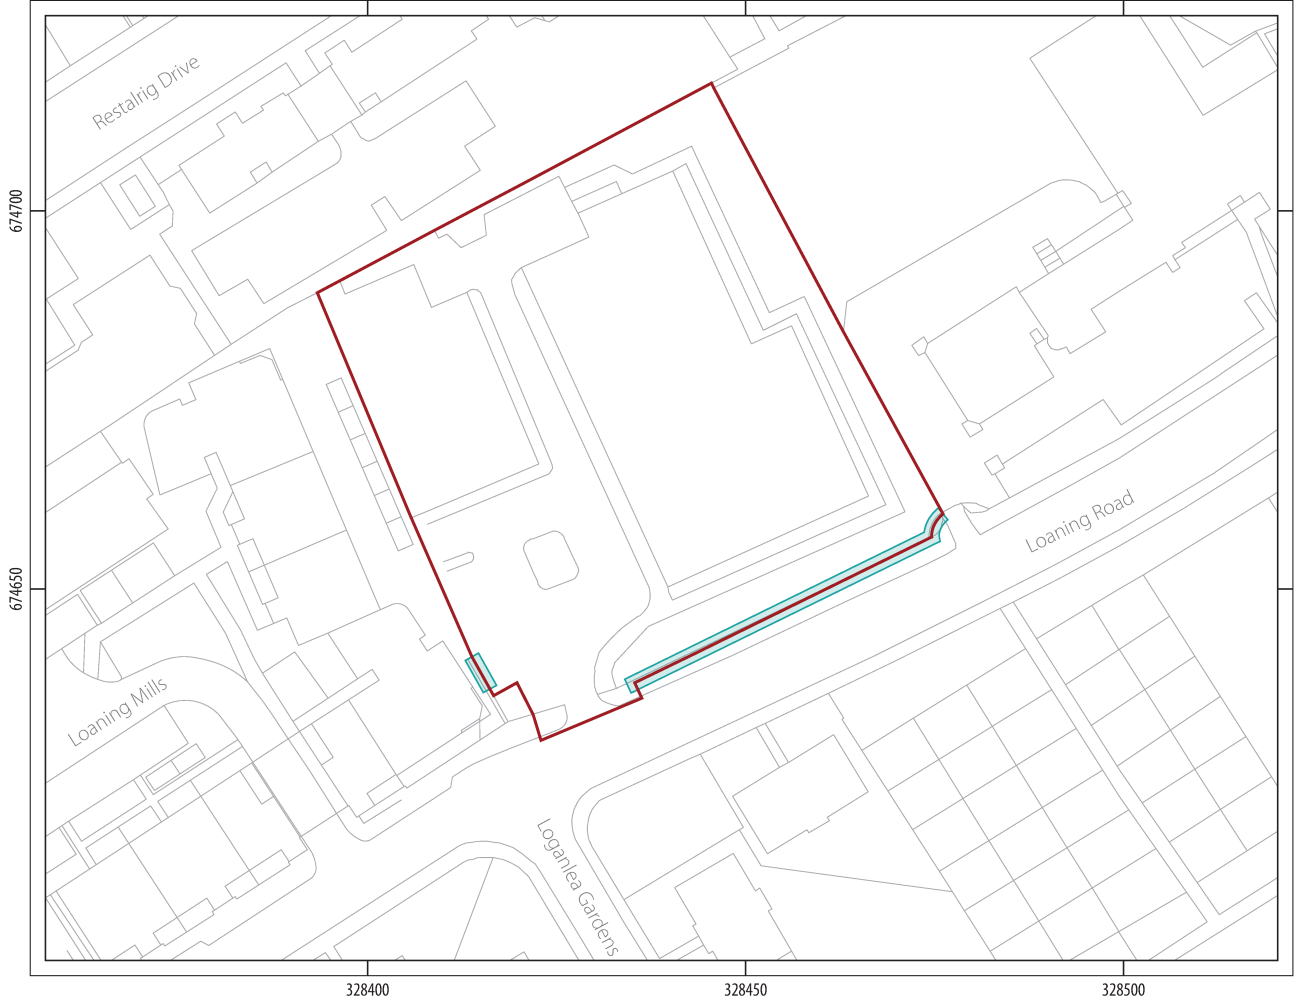 Restalrig Drive
674700
Loaning Road
674650
Loaning Mills
Loganlea Gardens
328400
328450
328500